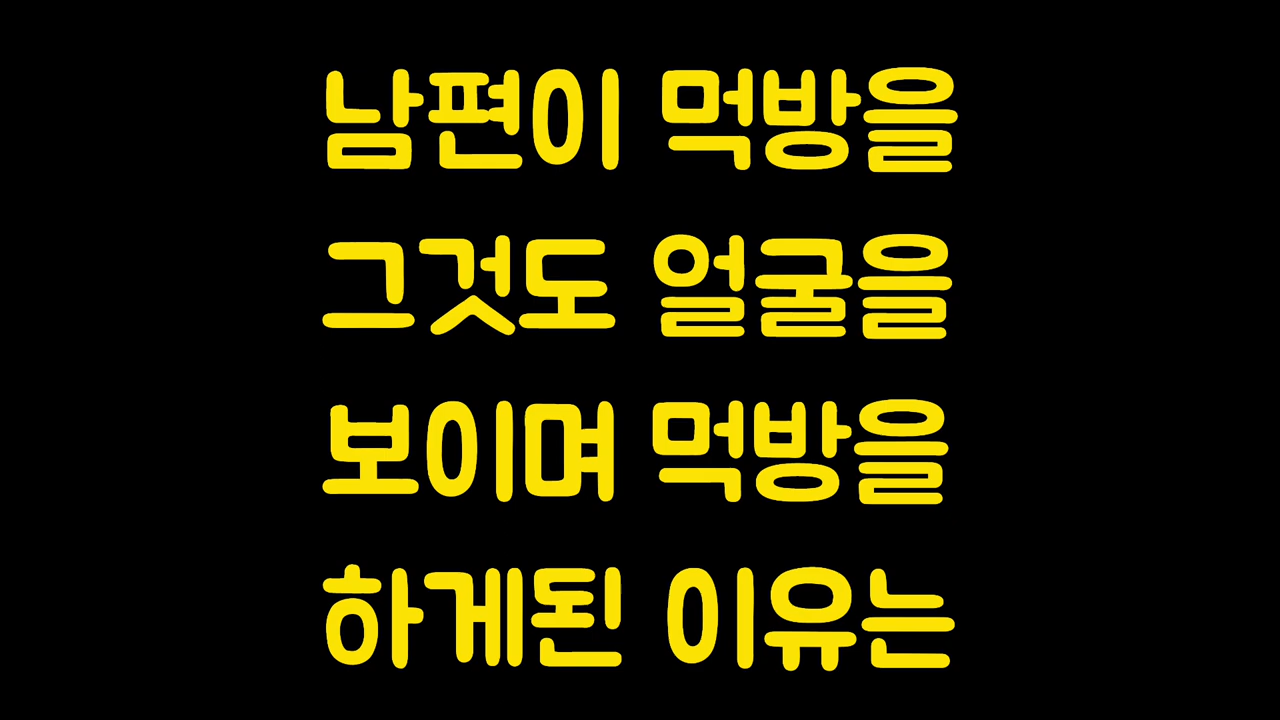 남편이 먹방을
그것도 얼굴을
보이며 먹방을
하게된 이유는